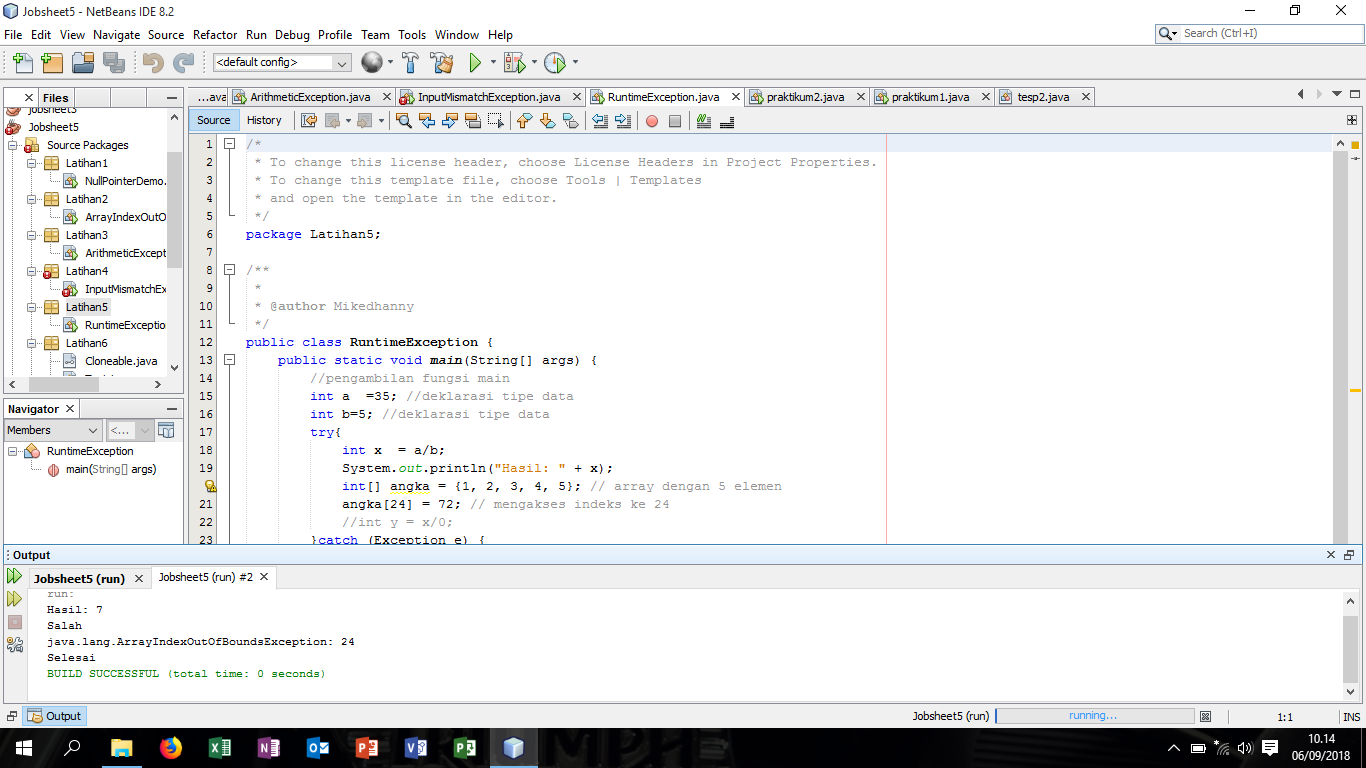 Jobsheet5 - NetBeans IDE 8.2
File Edit View Navigate Source Refactor Run Debug Profile Team Tools Window Help
Search (Ctrl+I)
<default config>
Files
...ava ArithmeticException.java InputMismatchException.java RuntimeException.java praktikum2.java praktikum1.java tesp2.java
Source History
jobsheet3
Jobsheet5
Source Packages
Latihan1
NullPointerDemo.
Latihan2
ArrayIndexOutO
Latihan3
ArithmeticExcept
Latihan4
InputMismatchEx
Latihan5
RuntimeExceptio
Latihan6
Cloneable.java
Navigator
Members <...
RuntimeException
main(String[] args)
1 /*
2 * To change this license header, choose License Headers in Project Properties.
3 * To change this template file, choose Tools | Templates
4 * and open the template in the editor.
5 */
6 package Latihan5;
7
8 /**
9 *
10 * @author Mikedhanny
11 */
12 public class RuntimeException {
13 public static void main(String[] args) {
14 //pengambilan fungsi main
15 int a  =35; //deklarasi tipe data
16 int b=5; //deklarasi tipe data
17 try{
18 int x  = a/b;
19 System.out.println("Hasil: " + x);
int[] angka = {1, 2, 3, 4, 5}; // array dengan 5 elemen
21 angka[24] = 72; // mengakses indeks ke 24
22 //int y = x/0;
23 }catch (Exception e) {
Output
Jobsheet5 (run) Jobsheet5 (run) #2
run:
Hasil: 7
Salah
java.lang.ArrayIndexOutOfBoundsException: 24
Selesai
BUILD SUCCESSFUL (total time: 0 seconds)
Output
Jobsheet5 (run) running... 1:1 INS
10.14
06/09/2018